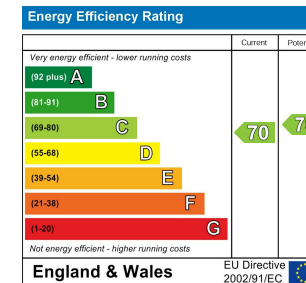 Energy Efficiency Rating
Current
Very energy efficient - lower running costs
(92 plus) A
(81-91) B
(69-80) C
70
(55-68) D
(39-54) E
(21-38) F
(1-20) G
Not energy efficient - higher running costs
England & Wales
EU Directive
2002/91/EC